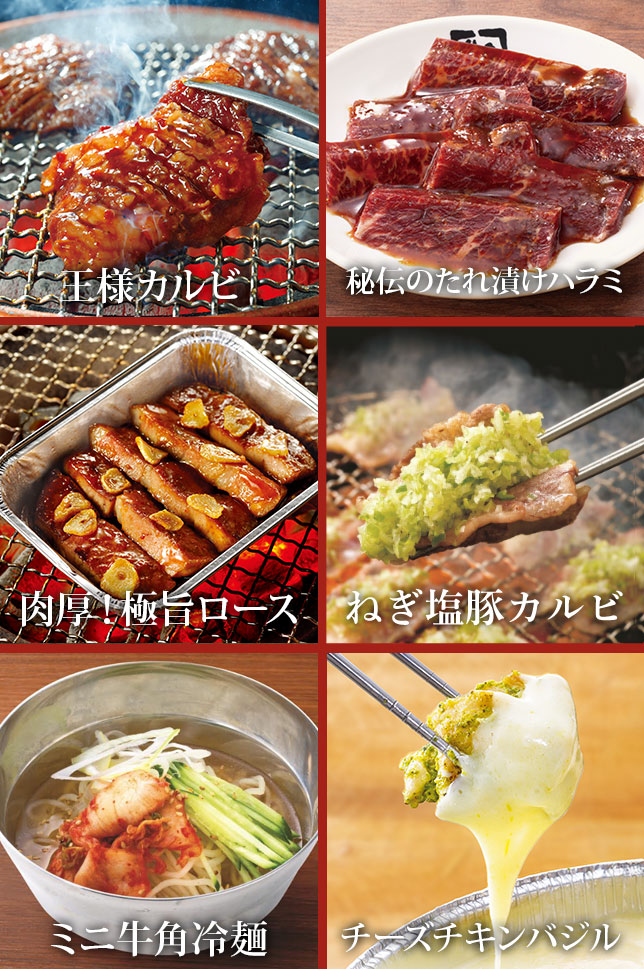 王様カルビ
秘伝のたれ漬けハラミ
肉厚！極旨ロース
ねぎ塩豚カルビ
ミニ牛角冷麺
チーズチキンバジル